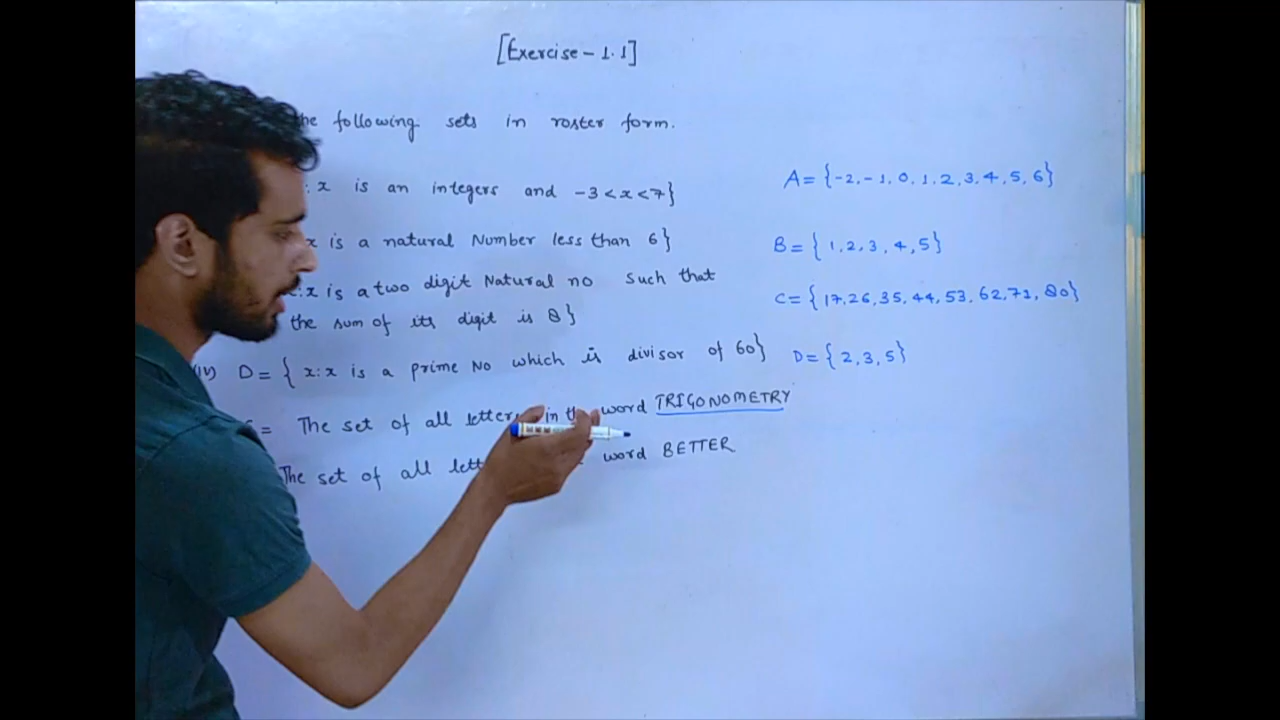 [Exercise - 1.1]
the following sets in roster form.
: x is an integers and -3 < x < 7}
A = {-2, -1, 0, 1, 2, 3, 4, 5, 6}
x is a natural Number less than 6}
B = { 1, 2, 3, 4, 5}
x:x is a two digit Natural no such that
the sum of its digit is 8}
C = { 17, 26, 35, 44, 53, 62, 71, 80}
(iv) D = { x:x is a prime No which is divisor of 60}
D = { 2, 3, 5}
= The set of all letters in the word TRIGONOMETRY
The set of all lett word BETTER